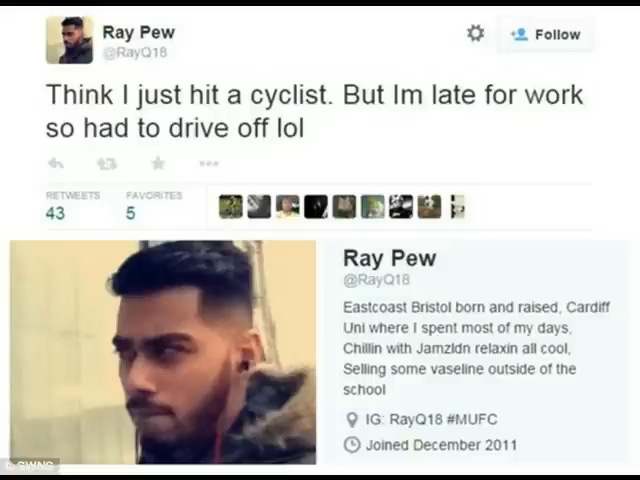 Ray Pew
@RayQ18
Follow
Think I just hit a cyclist. But Im late for work
so had to drive off lol
RETWEETS
FAVORITES
43
5
Ray Pew
@RayQ18
Eastcoast Bristol born and raised, Cardiff
Uni where I spent most of my days,
Chillin with Jamzldn relaxin all cool,
Selling some vaseline outside of the
school
IG: RayQ18 #MUFC
Joined December 2011
© SWNS